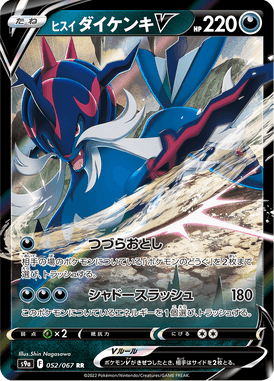 たね ヒスイ ダイケンキV HP220
つづらおとし
相手の場のポケモンについている「ポケモンのどうぐ」を2枚まで
選び、トラッシュする。
シャドースラッシュ 180
このポケモンについているエネルギーを1個選び、トラッシュする。
弱点 ×2 抵抗力 にげる
s9a F 052/067 RR
Illus.Shin Nagasawa
Vルール
ポケモンVがきぜつしたとき、相手はサイドを2枚とる。
©2022 Pokémon/Nintendo/Creatures/GAME FREAK.